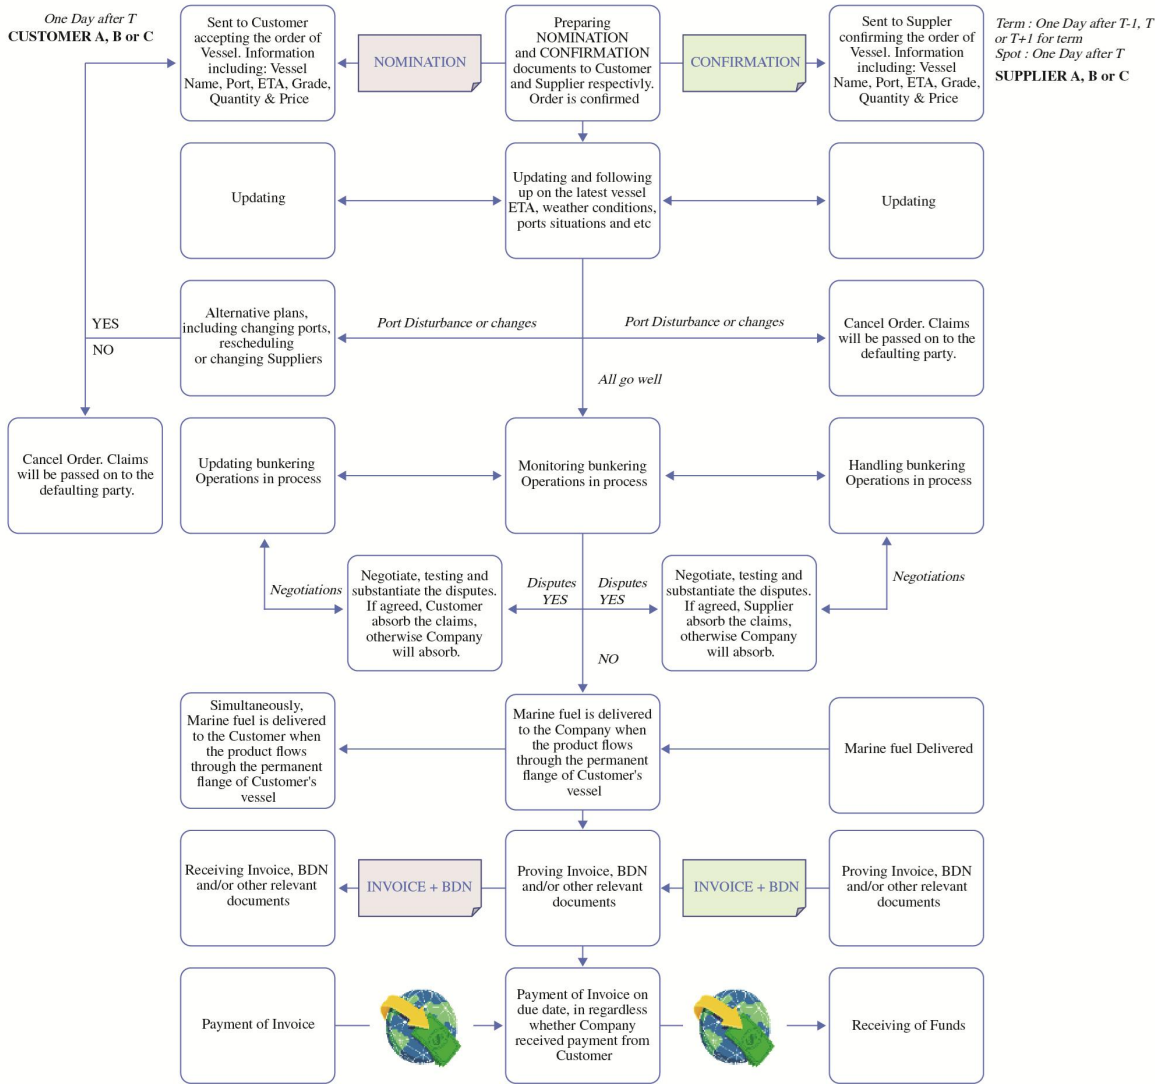 One Day after T
CUSTOMER A, B or C
Sent to Customer
accepting the order of
Vessel. Information
including: Vessel
Name, Port, ETA, Grade,
Quantity & Price
NOMINATION
Preparing
NOMINATION
and CONFIRMATION
documents to Customer
and Supplier respectivly.
Order is confirmed
CONFIRMATION
Sent to Suppler
confirming the order of
Vessel. Information
including: Vessel
Name, Port, ETA, Grade,
Quantity & Price
Term : One Day after T-1, T
or T+1 for term
Spot : One Day after T
SUPPLIER A, B or C
Updating
Updating and following
up on the latest vessel
ETA, weather conditions,
ports situations and etc
Updating
YES
NO
Alternative plans,
including changing ports,
rescheduling
or changing Suppliers
Port Disturbance or changes
Port Disturbance or changes
All go well
Cancel Order. Claims
will be passed on to the
defaulting party.
Cancel Order. Claims
will be passed on to the
defaulting party.
Updating bunkering
Operations in process
Monitoring bunkering
Operations in process
Handling bunkering
Operations in process
Negotiations
Negotiate, testing and
substantiate the disputes.
If agreed, Customer
absorb the claims,
otherwise Company
will absorb.
Disputes
YES
Disputes
YES
NO
Negotiate, testing and
substantiate the disputes.
If agreed, Supplier
absorb the claims,
otherwise Company
will absorb.
Negotiations
Simultaneously,
Marine fuel is delivered
to the Customer when
the product flows
through the permanent
flange of Customer's
vessel
Marine fuel is delivered
to the Company when
the product flows
through the permanent
flange of Customer's
vessel
Marine fuel Delivered
Receiving Invoice, BDN
and/or other relevant
documents
INVOICE + BDN
Proving Invoice, BDN
and/or other relevant
documents
INVOICE + BDN
Proving Invoice, BDN
and/or other relevant
documents
Payment of Invoice
Payment of Invoice on
due date, in regardless
whether Company
received payment from
Customer
Receiving of Funds